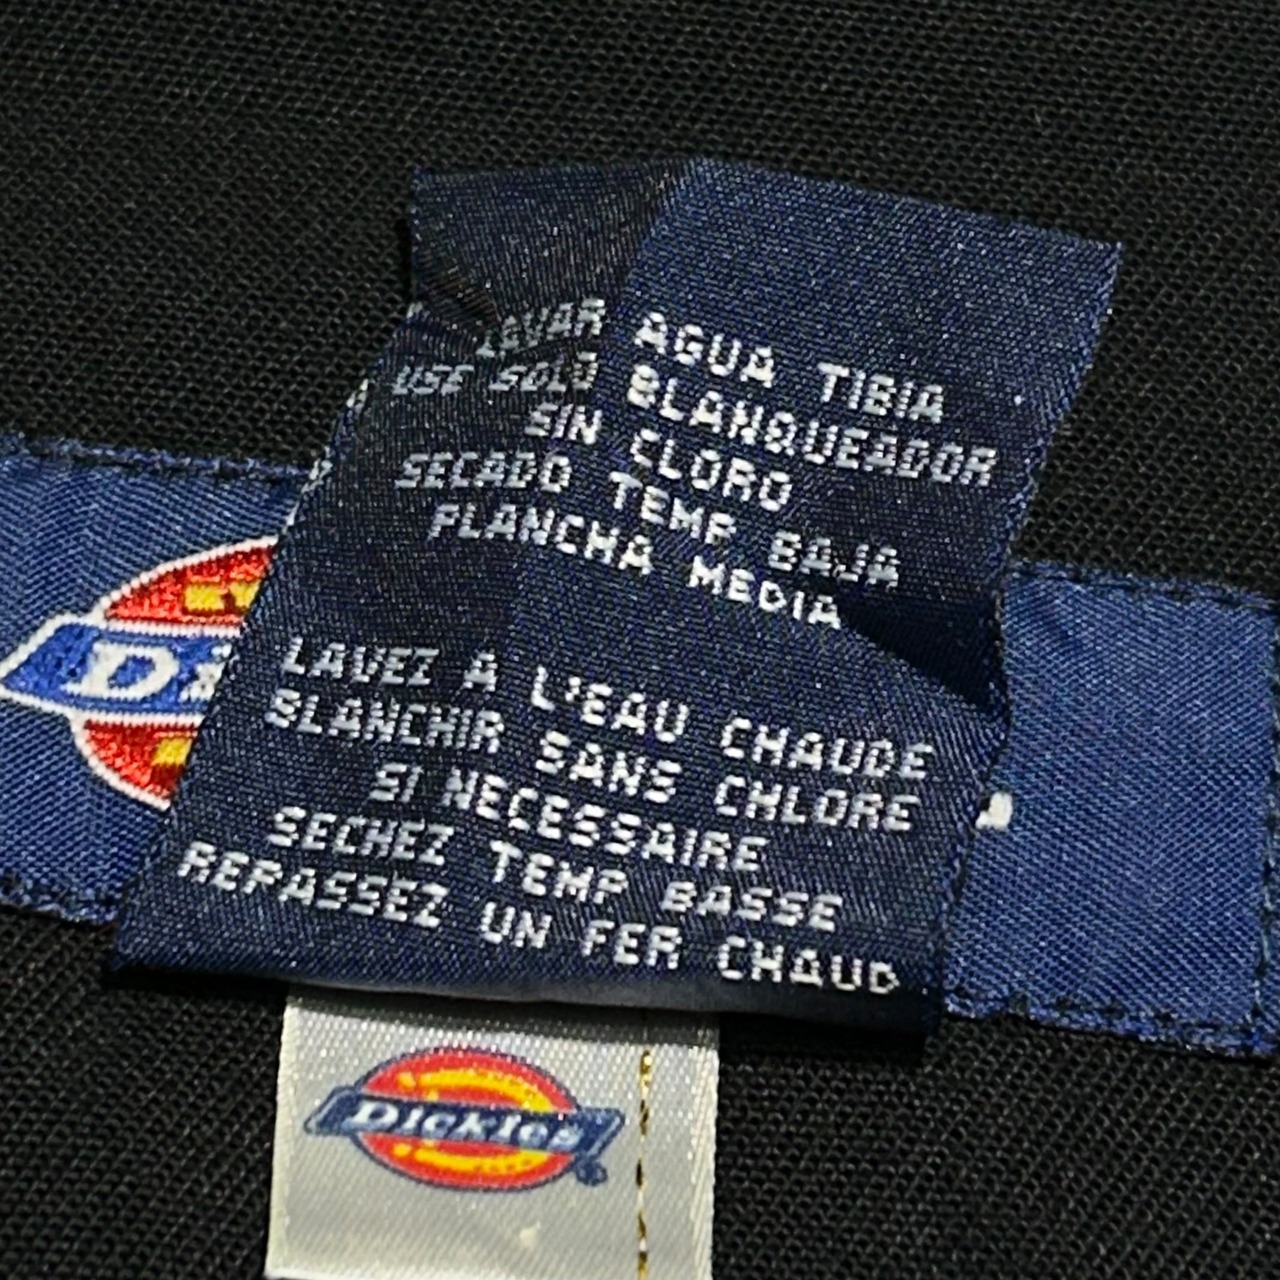 LAVAR AGUA TIBIA
USE SOLO BLANQUEADOR
SIN CLORO
SECADO TEMP BAJA
PLANCHA MEDIA
LAVEZ A L'EAU CHAUDE
BLANCHIR SANS CHLORE
SI NECESSAIRE
SECHEZ TEMP BASSE
REPASSEZ UN FER CHAUD
Di
Dickies®